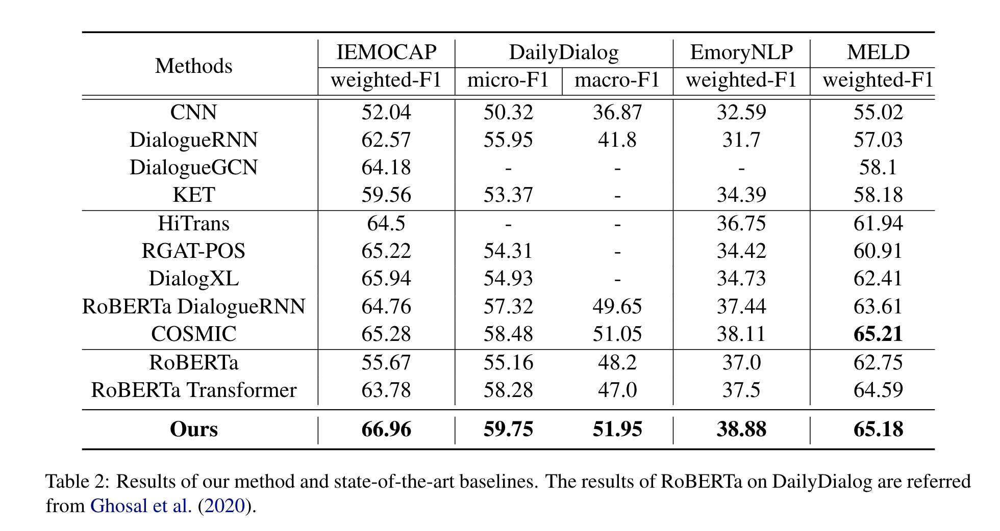 Methods IEMOCAP DailyDialog EmoryNLP MELD
weighted-F1 micro-F1 macro-F1 weighted-F1 weighted-F1
CNN 52.04 50.32 36.87 32.59 55.02
DialogueRNN 62.57 55.95 41.8 31.7 57.03
DialogueGCN 64.18 - - - 58.1
KET 59.56 53.37 - 34.39 58.18
HiTrans 64.5 - - 36.75 61.94
RGAT-POS 65.22 54.31 - 34.42 60.91
DialogXL 65.94 54.93 - 34.73 62.41
RoBERTa DialogueRNN 64.76 57.32 49.65 37.44 63.61
COSMIC 65.28 58.48 51.05 38.11 65.21
RoBERTa 55.67 55.16 48.2 37.0 62.75
RoBERTa Transformer 63.78 58.28 47.0 37.5 64.59
Ours 66.96 59.75 51.95 38.88 65.18
Table 2: Results of our method and state-of-the-art baselines. The results of RoBERTa on DailyDialog are referred
from Ghosal et al. (2020).